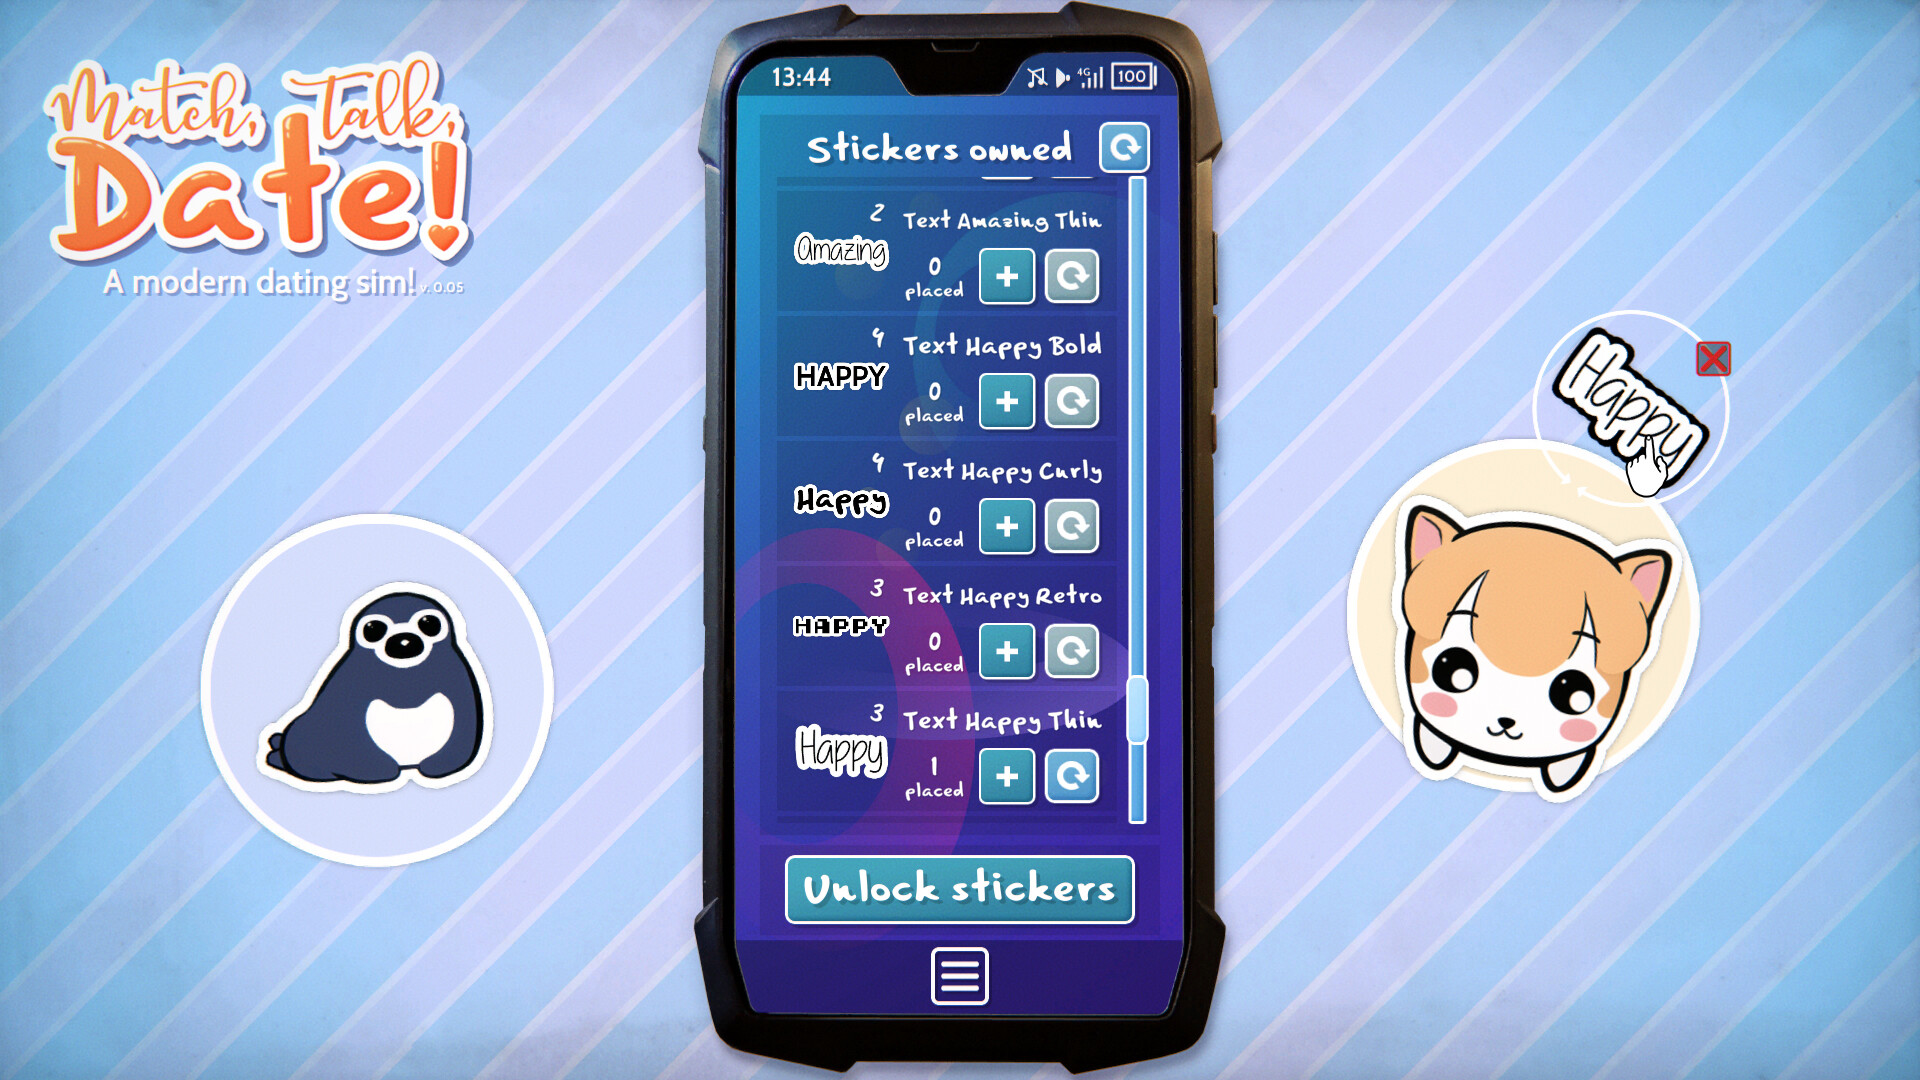 Match, Talk,
Date!
A modern dating sim! v. 0.05
13:44
4G
100
Stickers owned
2
Text Amazing Thin
Amazing
0
placed
4
Text Happy Bold
HAPPY
0
placed
4
Text Happy Curly
Happy
0
placed
3
Text Happy Retro
HAPPY
0
placed
3
Text Happy Thin
Happy
1
placed
Unlock stickers
Happy